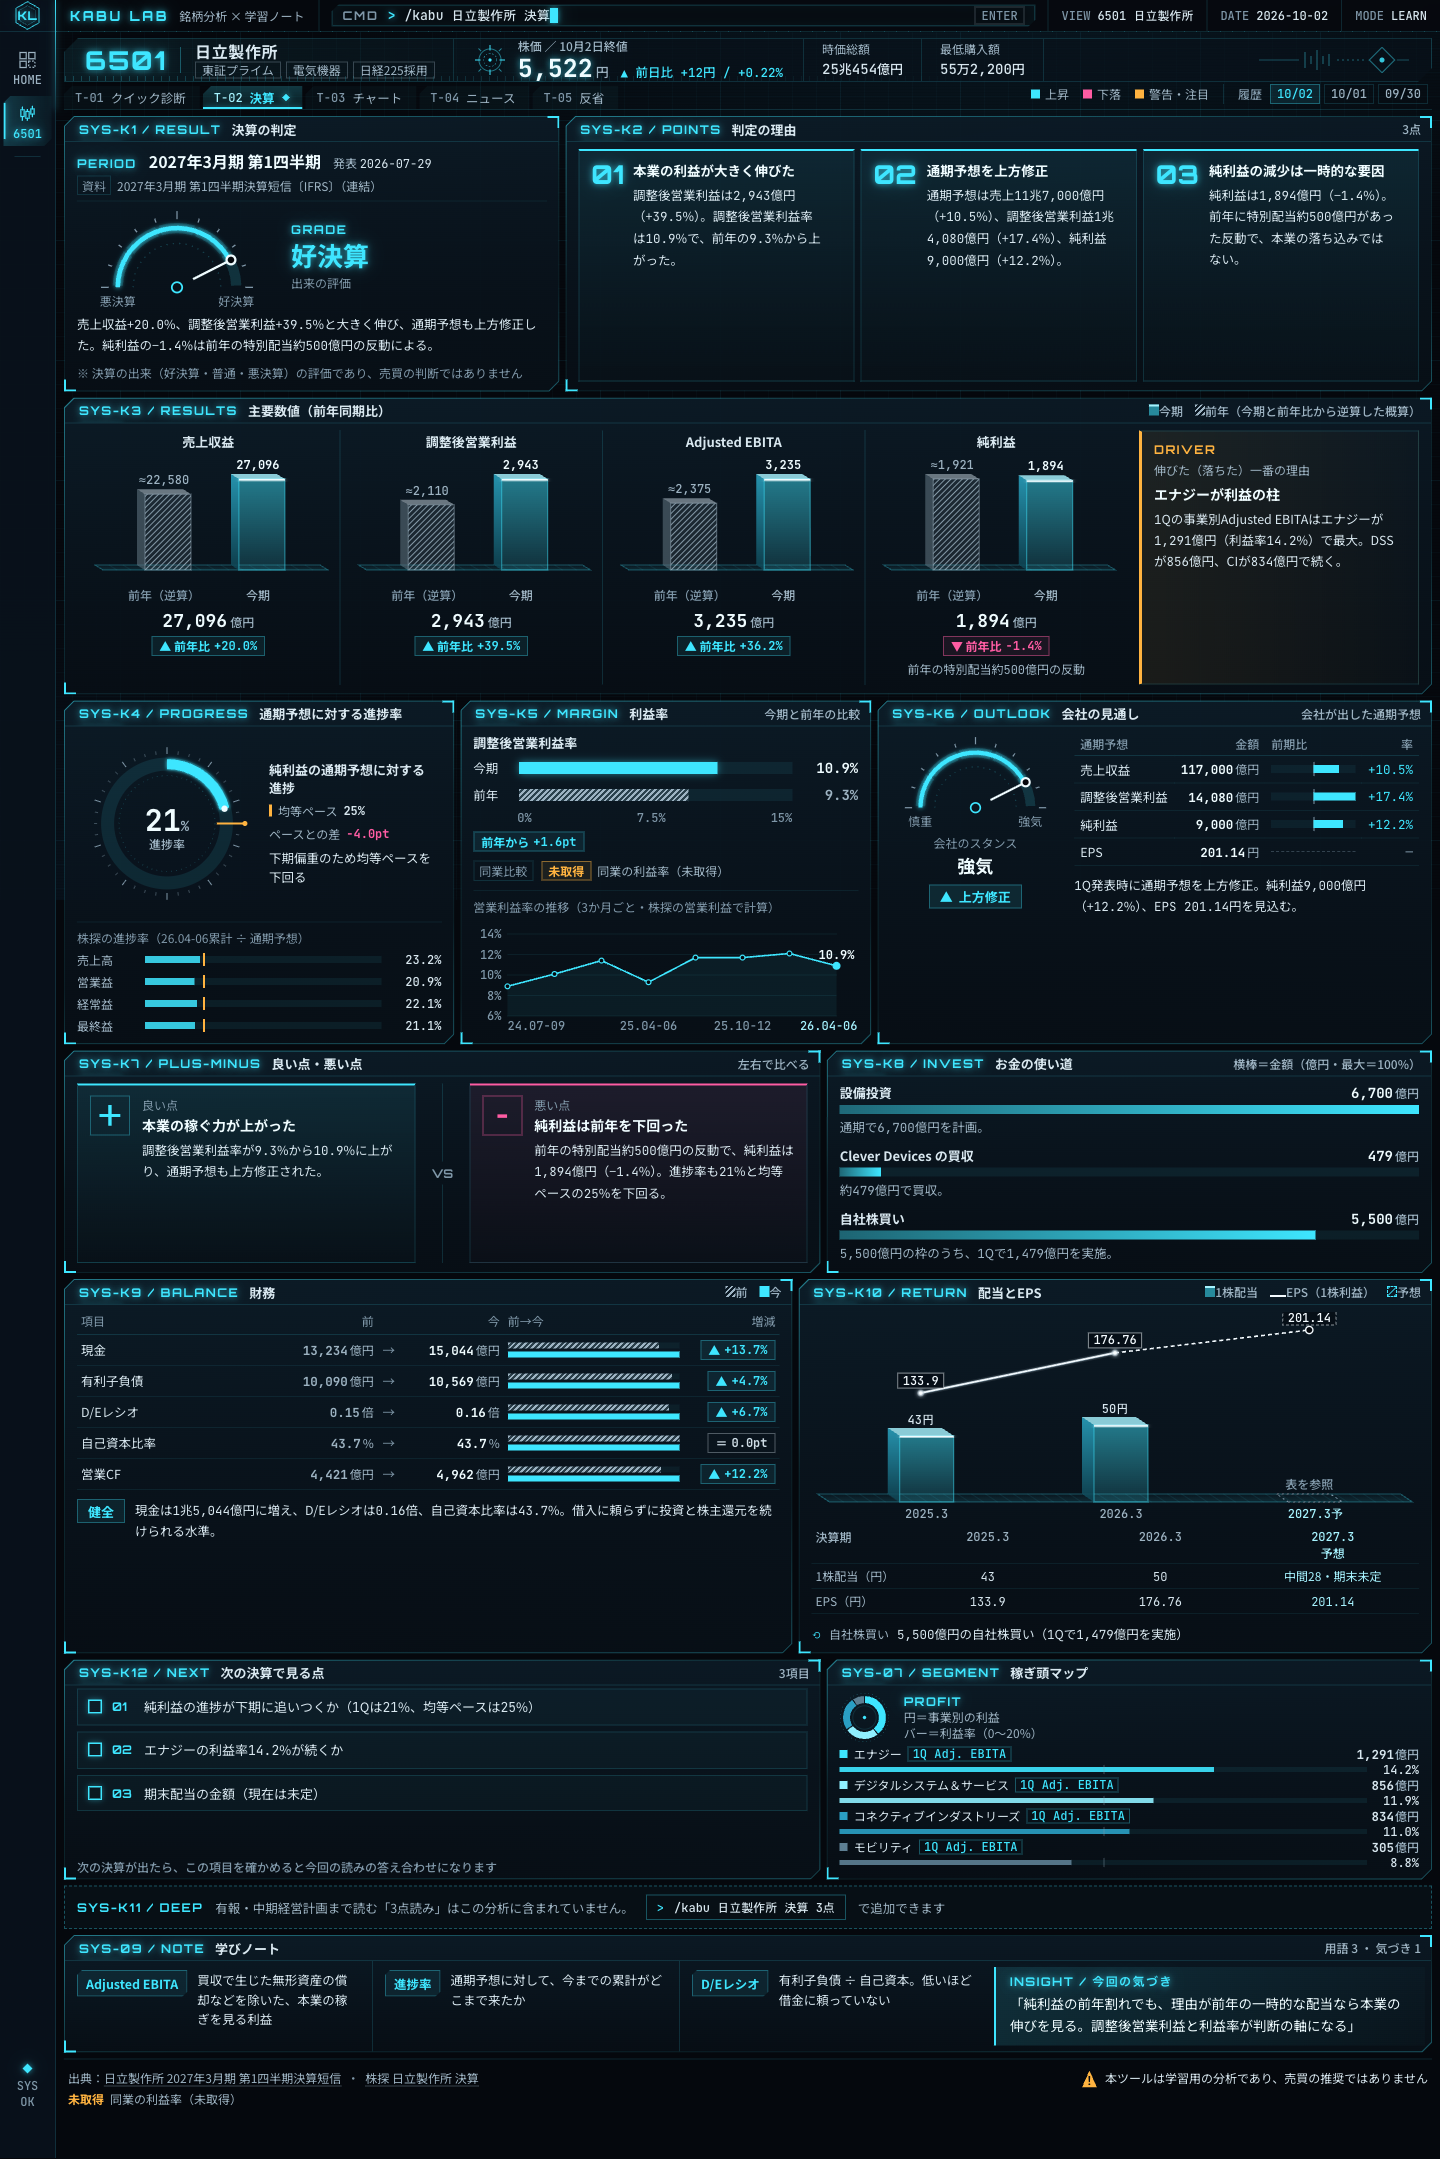 KL
KABU LAB 銘柄分析 × 学習ノート
CMD > /kabu 日立製作所 決算
ENTER
VIEW 6501 日立製作所
DATE 2026-10-02
MODE LEARN
HOME
6501
6501
日立製作所
東証プライム 電気機器 日経225採用
株価 ／ 10月2日終値
5,522円 ▲ 前日比 +12円 / +0.22%
時価総額
25兆454億円
最低購入額
55万2,200円
T-01 クイック診断 T-02 決算 ◆ T-03 チャート T-04 ニュース T-05 反省
上昇 下落 警告・注目 履歴 10/02 10/01 09/30
SYS-K1 / RESULT 決算の判定
PERIOD 2027年3月期 第1四半期 発表 2026-07-29
資料 2027年3月期 第1四半期決算短信〔IFRS〕（連結）
悪決算 好決算
GRADE
好決算
出来の評価
売上収益+20.0%、調整後営業利益+39.5%と大きく伸び、通期予想も上方修正し
た。純利益の−1.4%は前年の特別配当約500億円の反動による。
※ 決算の出来（好決算・普通・悪決算）の評価であり、売買の判断ではありません
SYS-K2 / POINTS 判定の理由
3点
01 本業の利益が大きく伸びた
調整後営業利益は2,943億円
（+39.5%）。調整後営業利益率
は10.9%で、前年の9.3%から上
がった。
02 通期予想を上方修正
通期予想は売上11兆7,000億円
（+10.5%）、調整後営業利益1兆
4,080億円（+17.4%）、純利益
9,000億円（+12.2%）。
03 純利益の減少は一時的な要因
純利益は1,894億円（−1.4%）。
前年に特別配当約500億円があっ
た反動で、本業の落ち込みでは
ない。
SYS-K3 / RESULTS 主要数値（前年同期比）
今期 前年（今期と前年比から逆算した概算）
売上収益
≈22,580 27,096
前年（逆算） 今期
27,096億円
▲ 前年比 +20.0%
調整後営業利益
≈2,110 2,943
前年（逆算） 今期
2,943億円
▲ 前年比 +39.5%
Adjusted EBITA
≈2,375 3,235
前年（逆算） 今期
3,235億円
▲ 前年比 +36.2%
純利益
≈1,921 1,894
前年（逆算） 今期
1,894億円
▼ 前年比 -1.4%
前年の特別配当約500億円の反動
DRIVER
伸びた（落ちた）一番の理由
エナジーが利益の柱
1Qの事業別Adjusted EBITAはエナジーが
1,291億円（利益率14.2%）で最大。DSS
が856億円、CIが834億円で続く。
SYS-K4 / PROGRESS 通期予想に対する進捗率
21%
進捗率
純利益の通期予想に対する
進捗
均等ペース 25%
ペースとの差 -4.0pt
下期偏重のため均等ペースを
下回る
株探の進捗率（26.04-06累計 ÷ 通期予想）
売上高 23.2%
営業益 20.9%
経常益 22.1%
最終益 21.1%
SYS-K5 / MARGIN 利益率
今期と前年の比較
調整後営業利益率
今期 10.9%
前年 9.3%
0% 7.5% 15%
前年から +1.6pt
同業比較 未取得 同業の利益率（未取得）
営業利益率の推移（3か月ごと・株探の営業利益で計算）
14%
12%
10%
8%
6%
10.9%
24.07-09 25.04-06 25.10-12 26.04-06
SYS-K6 / OUTLOOK 会社の見通し
会社が出した通期予想
慎重 強気
会社のスタンス
強気
▲ 上方修正
通期予想 金額 前期比 率
売上収益 117,000億円 +10.5%
調整後営業利益 14,080億円 +17.4%
純利益 9,000億円 +12.2%
EPS 201.14円 —
1Q発表時に通期予想を上方修正。純利益9,000億円
（+12.2%）、EPS 201.14円を見込む。
SYS-K7 / PLUS-MINUS 良い点・悪い点
左右で比べる
+
良い点
本業の稼ぐ力が上がった
調整後営業利益率が9.3%から10.9%に上が
り、通期予想も上方修正された。
VS
-
悪い点
純利益は前年を下回った
前年の特別配当約500億円の反動で、純利益は
1,894億円（−1.4%）。進捗率も21%と均等
ペースの25%を下回る。
SYS-K8 / INVEST お金の使い道
横棒＝金額（億円・最大＝100%）
設備投資 6,700億円
通期で6,700億円を計画。
Clever Devices の買収 479億円
約479億円で買収。
自社株買い 5,500億円
5,500億円の枠のうち、1Qで1,479億円を実施。
SYS-K9 / BALANCE 財務
前 今
項目 前 今 前→今 増減
現金 13,234億円 → 15,044億円 ▲ +13.7%
有利子負債 10,090億円 → 10,569億円 ▲ +4.7%
D/Eレシオ 0.15倍 → 0.16倍 ▲ +6.7%
自己資本比率 43.7% → 43.7% ＝ 0.0pt
営業CF 4,421億円 → 4,962億円 ▲ +12.2%
健全 現金は1兆5,044億円に増え、D/Eレシオは0.16倍、自己資本比率は43.7%。借入に頼らずに投資と株主還元を続
けられる水準。
SYS-K10 / RETURN 配当とEPS
1株配当 EPS（1株利益） 予想
133.9 176.76 201.14
43円 50円 表を参照
2025.3 2026.3 2027.3予
決算期 2025.3 2026.3 2027.3
予想
1株配当（円） 43 50 中間28・期末未定
EPS（円） 133.9 176.76 201.14
自社株買い 5,500億円の自社株買い（1Qで1,479億円を実施）
SYS-K12 / NEXT 次の決算で見る点
3項目
01 純利益の進捗が下期に追いつくか（1Qは21%、均等ペースは25%）
02 エナジーの利益率14.2%が続くか
03 期末配当の金額（現在は未定）
次の決算が出たら、この項目を確かめると今回の読みの答え合わせになります
SYS-07 / SEGMENT 稼ぎ頭マップ
PROFIT
円＝事業別の利益
バー＝利益率（0〜20%）
エナジー 1Q Adj. EBITA 1,291億円
14.2%
デジタルシステム＆サービス 1Q Adj. EBITA 856億円
11.9%
コネクティブインダストリーズ 1Q Adj. EBITA 834億円
11.0%
モビリティ 1Q Adj. EBITA 305億円
8.8%
SYS-K11 / DEEP 有報・中期経営計画まで読む「3点読み」はこの分析に含まれていません。 > /kabu 日立製作所 決算 3点 で追加できます
SYS-09 / NOTE 学びノート
用語 3 ・ 気づき 1
Adjusted EBITA 買収で生じた無形資産の償
却などを除いた、本業の稼
ぎを見る利益
進捗率 通期予想に対して、今までの累計がど
こまで来たか
D/Eレシオ 有利子負債 ÷ 自己資本。低いほど
借金に頼っていない
INSIGHT / 今回の気づき
「純利益の前年割れでも、理由が前年の一時的な配当なら本業の
伸びを見る。調整後営業利益と利益率が判断の軸になる」
SYS
OK
出典：日立製作所 2027年3月期 第1四半期決算短信 ・ 株探 日立製作所 決算
未取得 同業の利益率（未取得）
本ツールは学習用の分析であり、売買の推奨ではありません